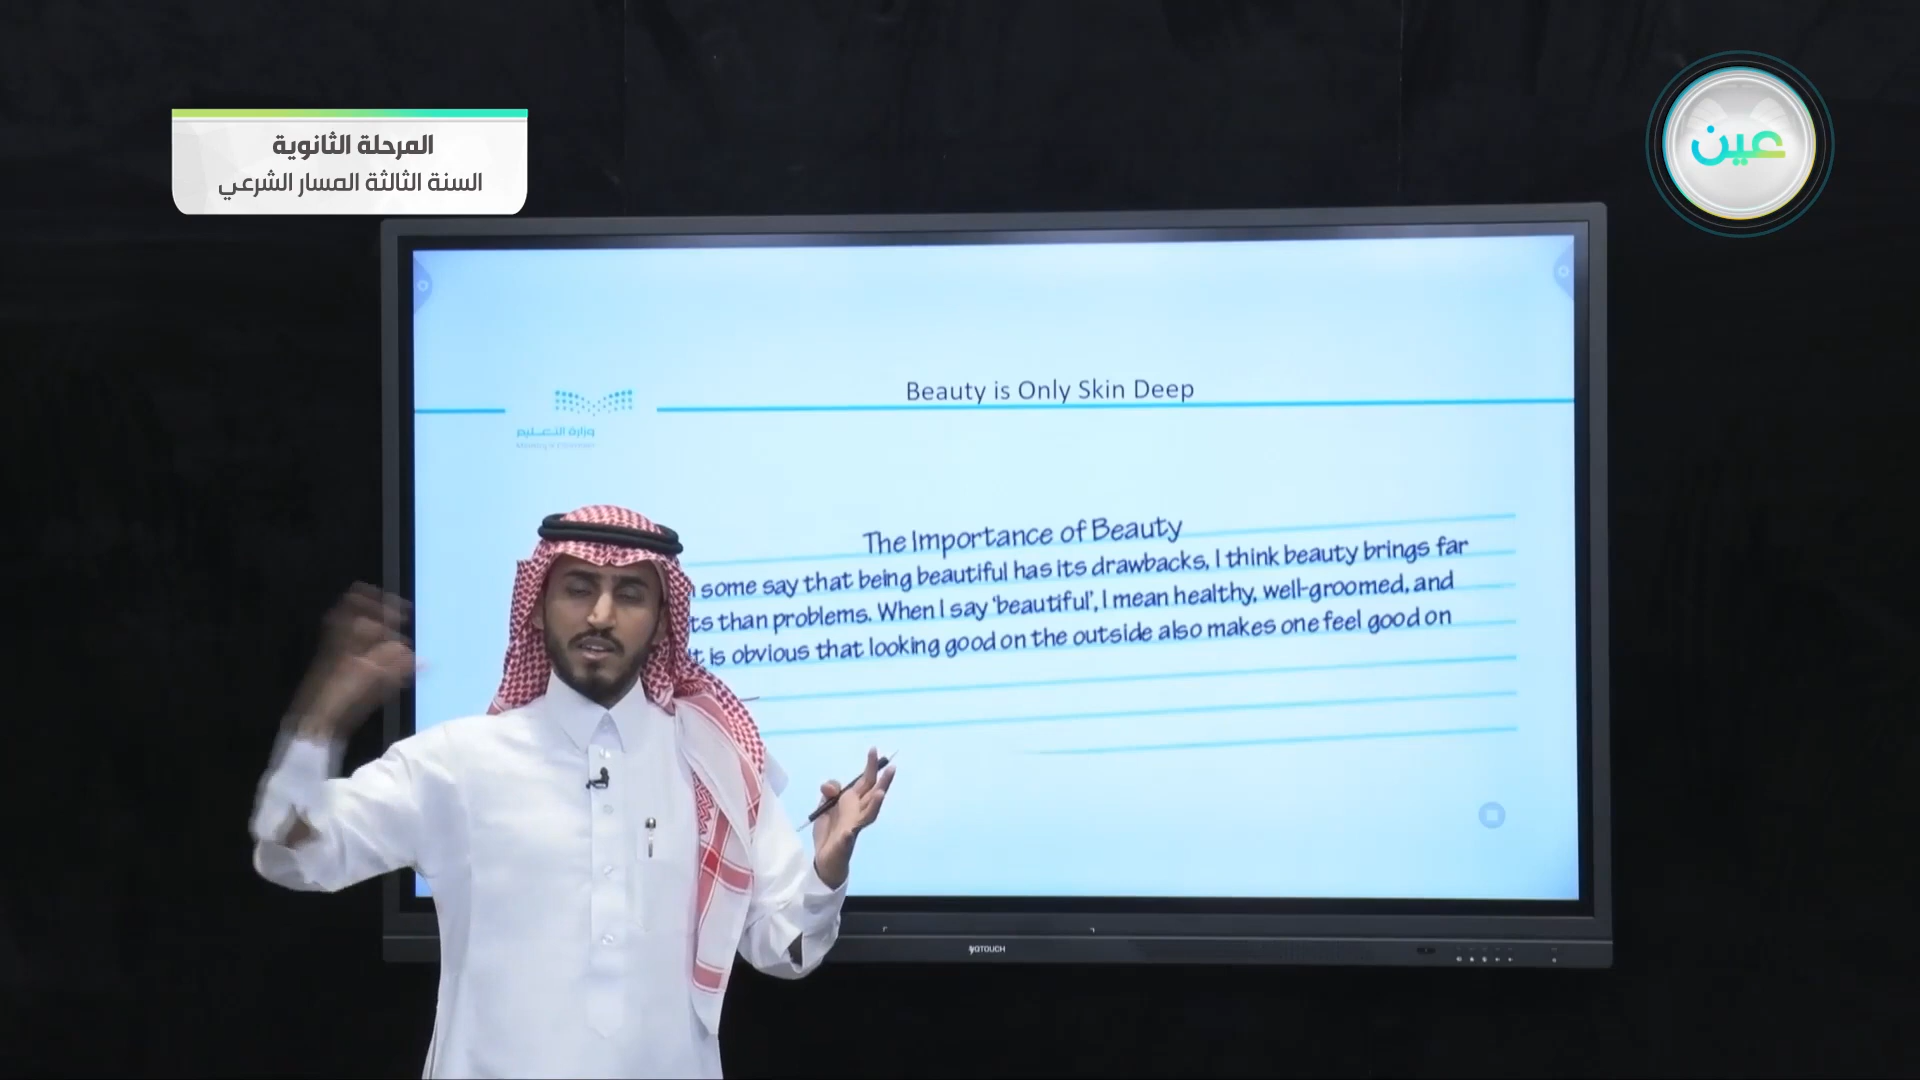 المرحلة الثانوية
السنة الثالثة المسار الشرعي
عين
Beauty is Only Skin Deep
وزارة التعليم
The Importance of Beauty
some say that being beautiful has its drawbacks, I think beauty brings far
than problems. When I say 'beautiful', I mean healthy, well-groomed, and
is obvious that looking good on the outside also makes one feel good on
TOUCH